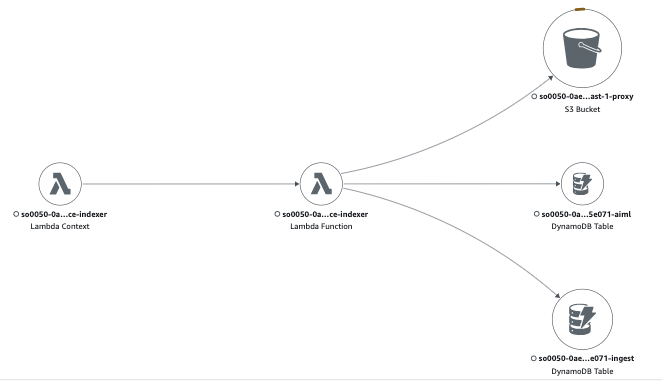 so0050-0ae...ast-1-proxy
S3 Bucket
so0050-0a...ce-indexer
Lambda Context
so0050-0a...ce-indexer
Lambda Function
so0050-0a...5e071-aiml
DynamoDB Table
so0050-0ae...e071-ingest
DynamoDB Table